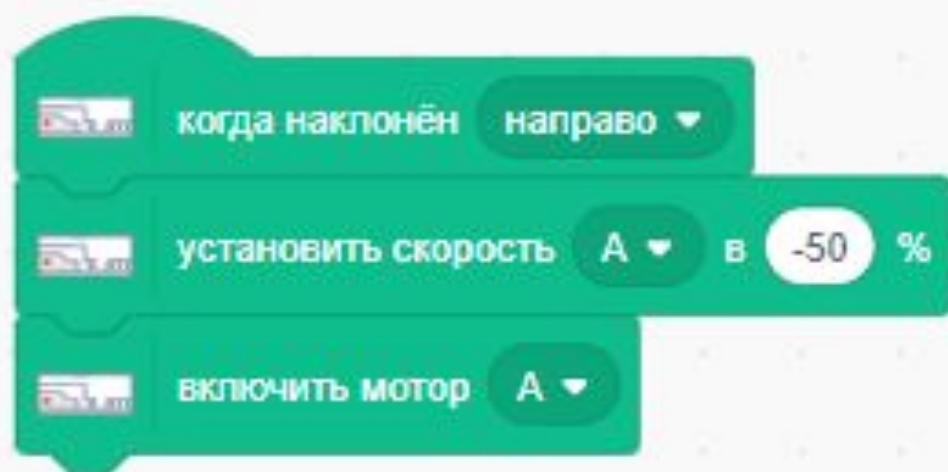 когда наклонён направо
установить скорость А в -50 %
включить мотор А